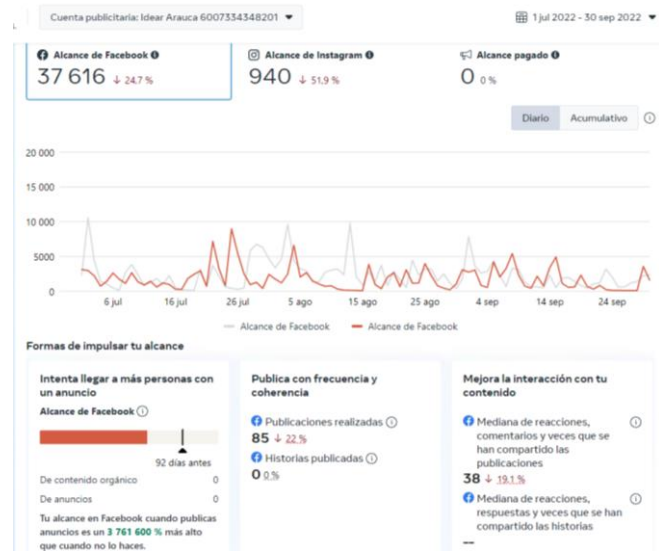 Cuenta publicitaria: Idear Arauca 6007334348201
1 jul 2022 - 30 sep 2022
Alcance de Facebook
37 616 ↓ 24.7 %
Alcance de Instagram
940 ↓ 51,9 %
Alcance pagado
0 0 %
Diario Acumulativo
20 000
15 000
10 000
5000
0
6 jul 16 jul 26 jul 5 ago 15 ago 25 ago 4 sep 14 sep 24 sep
Alcance de Facebook Alcance de Facebook
Formas de impulsar tu alcance
Intenta llegar a más personas con
un anuncio
Alcance de Facebook
92 días antes
De contenido orgánico 0
De anuncios 0
Tu alcance en Facebook cuando publicas
anuncios es un 3 761 600 % más alto
que cuando no lo haces.
Publica con frecuencia y
coherencia
Publicaciones realizadas
85 ↓ 22 %
Historias publicadas
0 0 %
Mejora la interacción con tu
contenido
Mediana de reacciones,
comentarios y veces que se
han compartido las
publicaciones
38 ↓ 19.1 %
Mediana de reacciones,
respuestas y veces que se han
compartido las historias
--